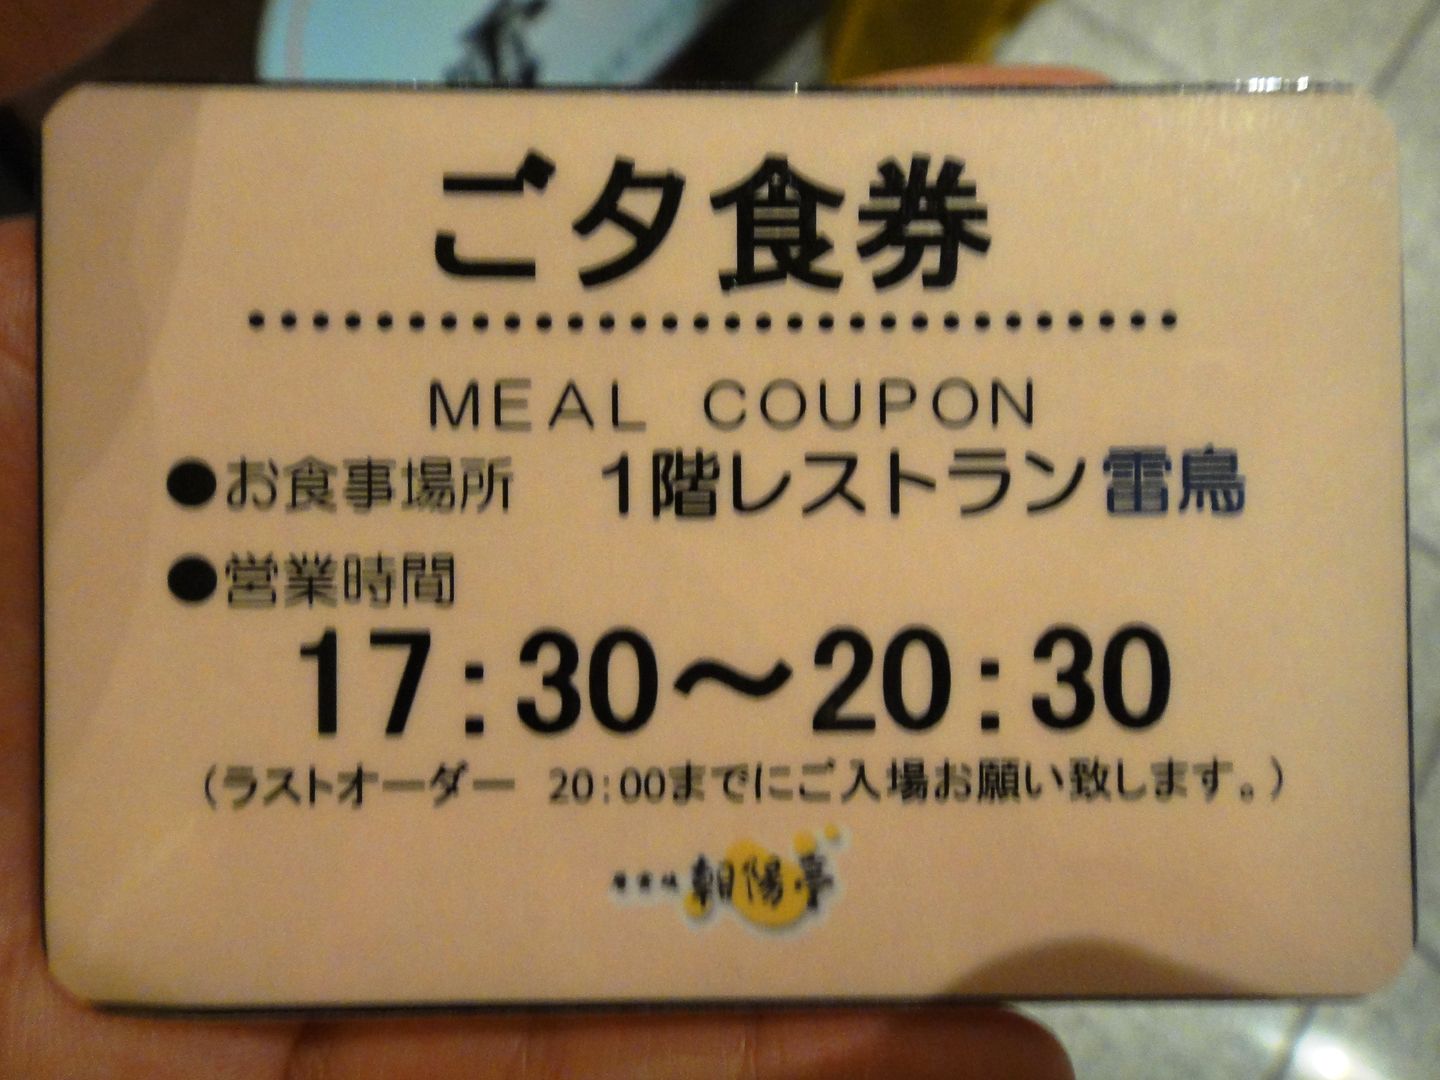 ご夕食券
MEAL COUPON
●お食事場所 1階レストラン雷鳥
●営業時間
17:30～20:30
（ラストオーダー 20:00までにご入場お願い致します。）
朝陽亭